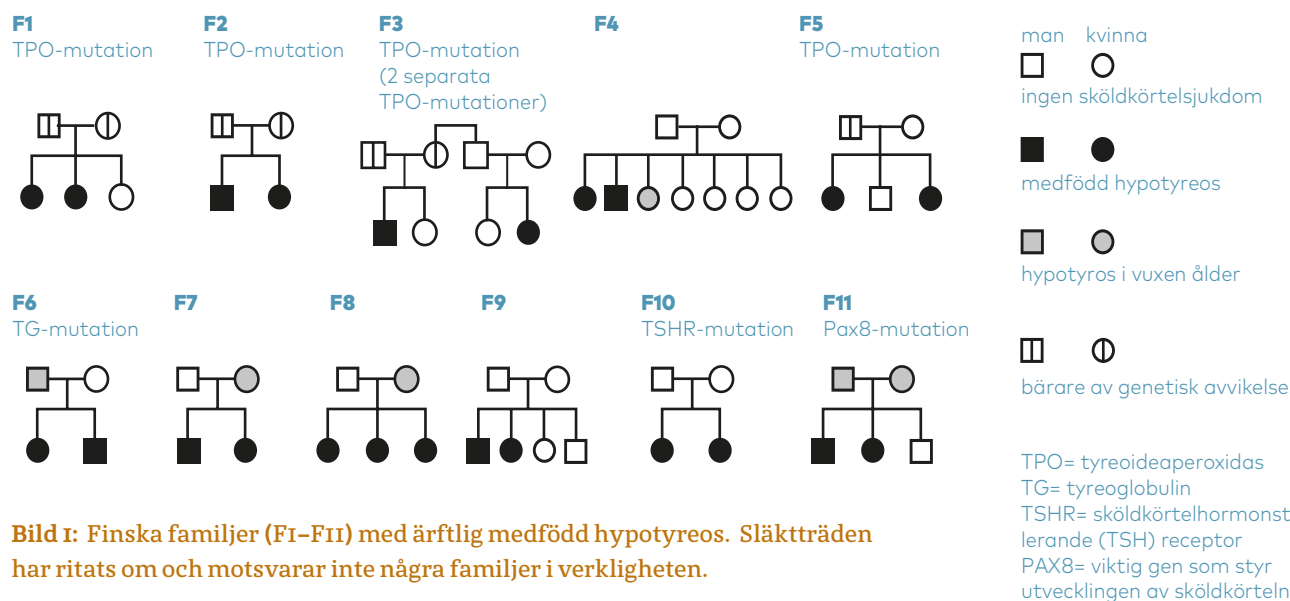 F1
TPO-mutation
F2
TPO-mutation
F3
TPO-mutation
(2 separata
TPO-mutationer)
F4
F5
TPO-mutation
F6
TG-mutation
F7
F8
F9
F10
TSHR-mutation
F11
Pax8-mutation
man kvinna
ingen sköldkörtelsjukdom
medfödd hypotyreos
hypotyros i vuxen ålder
bärare av genetisk avvikelse
TPO= tyreoideaperoxidas
TG= tyreoglobulin
TSHR= sköldkörtelhormonst
lerande (TSH) receptor
PAX8= viktig gen som styr
utvecklingen av sköldkörteln
Bild 1: Finska familjer (F1–F11) med ärftlig medfödd hypotyreos. Släktträden
har ritats om och motsvarar inte några familjer i verkligheten.